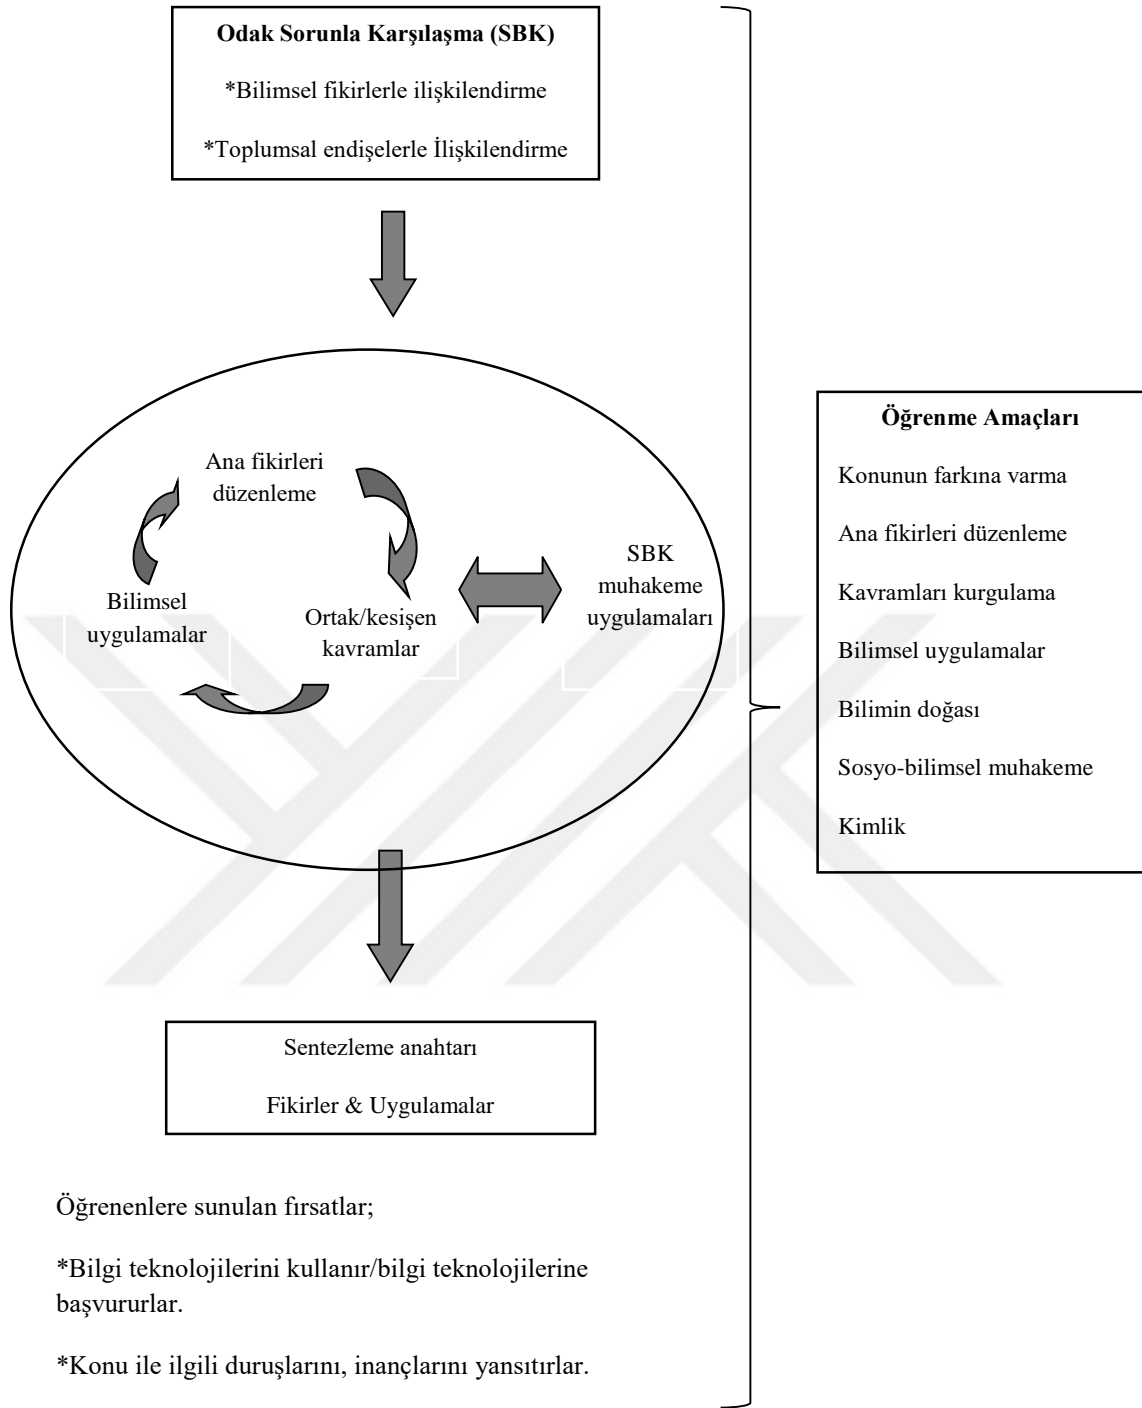 Odak Sorunla Karşılaşma (SBK)
*Bilimsel fikirlerle ilişkilendirme
*Toplumsal endişelerle İlişkilendirme
Ana fikirleri
düzenleme
Bilimsel
uygulamalar
Ortak/kesişen
kavramlar
SBK
muhakeme
uygulamaları
Sentezleme anahtarı
Fikirler & Uygulamalar
Öğrenenlere sunulan fırsatlar;
*Bilgi teknolojilerini kullanır/bilgi teknolojilerine
başvururlar.
*Konu ile ilgili duruşlarını, inançlarını yansıtırlar.
Öğrenme Amaçları
Konunun farkına varma
Ana fikirleri düzenleme
Kavramları kurgulama
Bilimsel uygulamalar
Bilimin doğası
Sosyo-bilimsel muhakeme
Kimlik